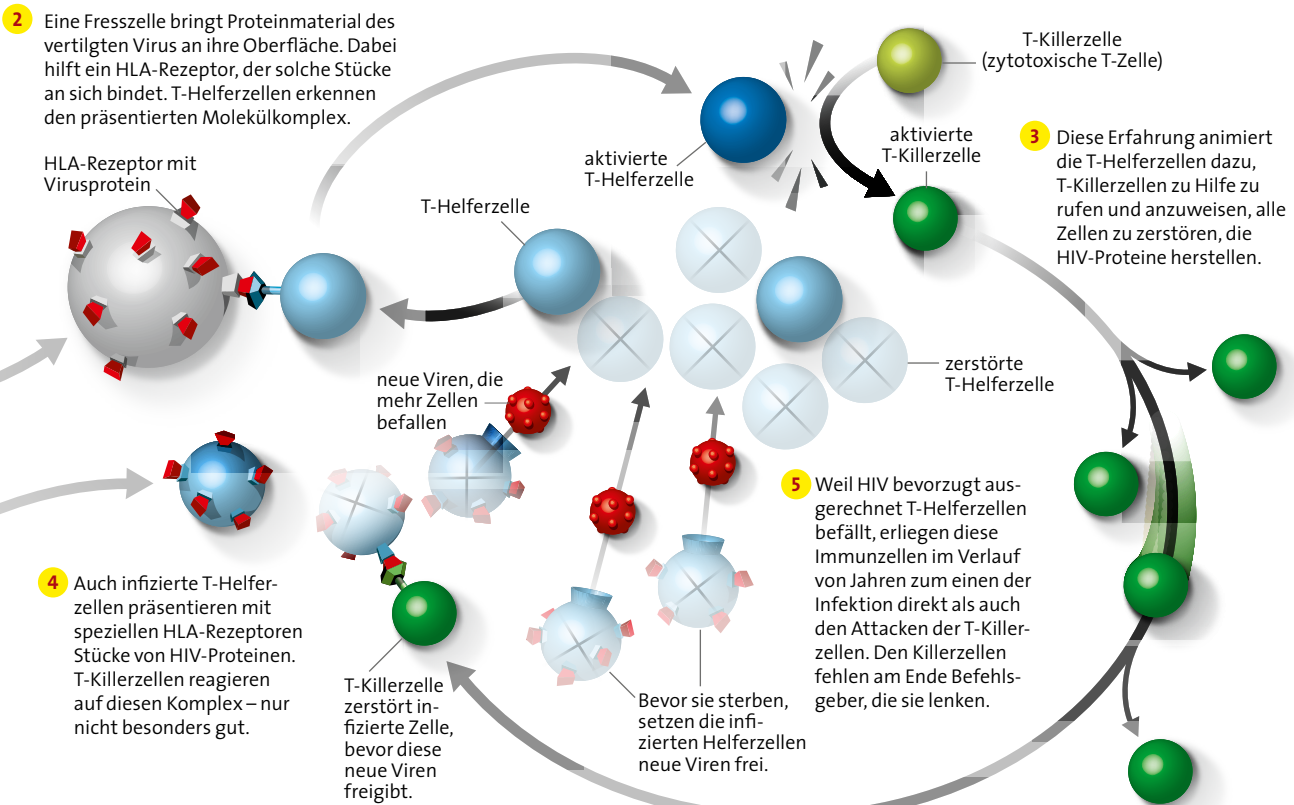 2 Eine Fresszelle bringt Proteinmaterial des
vertilgten Virus an ihre Oberfläche. Dabei
hilft ein HLA-Rezeptor, der solche Stücke
an sich bindet. T-Helferzellen erkennen
den präsentierten Molekülkomplex.
HLA-Rezeptor mit
Virusprotein
T-Helferzelle
aktivierte
T-Helferzelle
T-Killerzelle
(zytotoxische T-Zelle)
aktivierte
T-Killerzelle
3 Diese Erfahrung animiert
die T-Helferzellen dazu,
T-Killerzellen zu Hilfe zu
rufen und anzuweisen, alle
Zellen zu zerstören, die
HIV-Proteine herstellen.
neue Viren, die
mehr Zellen
befallen
zerstörte
T-Helferzelle
4 Auch infizierte T-Helfer-
zellen präsentieren mit
speziellen HLA-Rezeptoren
Stücke von HIV-Proteinen.
T-Killerzellen reagieren
auf diesen Komplex – nur
nicht besonders gut.
T-Killerzelle
zerstört in-
fizierte Zelle,
bevor diese
neue Viren
freigibt.
Bevor sie sterben,
setzen die infi-
zierten Helferzellen
neue Viren frei.
5 Weil HIV bevorzugt aus-
gerechnet T-Helferzellen
befällt, erliegen diese
Immunzellen im Verlauf
von Jahren zum einen der
Infektion direkt als auch
den Attacken der T-Killer-
zellen. Den Killerzellen
fehlen am Ende Befehls-
geber, die sie lenken.